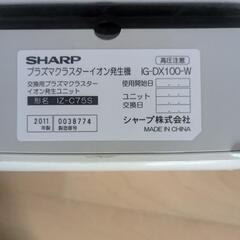 SHARP
高圧注意
プラズマクラスターイオン発生機 IG-DX100-W
交換用プラズマクラスター
イオン発生ユニット
形名 IZ-C75S
使用開始日
ユニット
交換日
2011年製
0038774
製造番号
シャープ株式会社
MADE IN CHINA